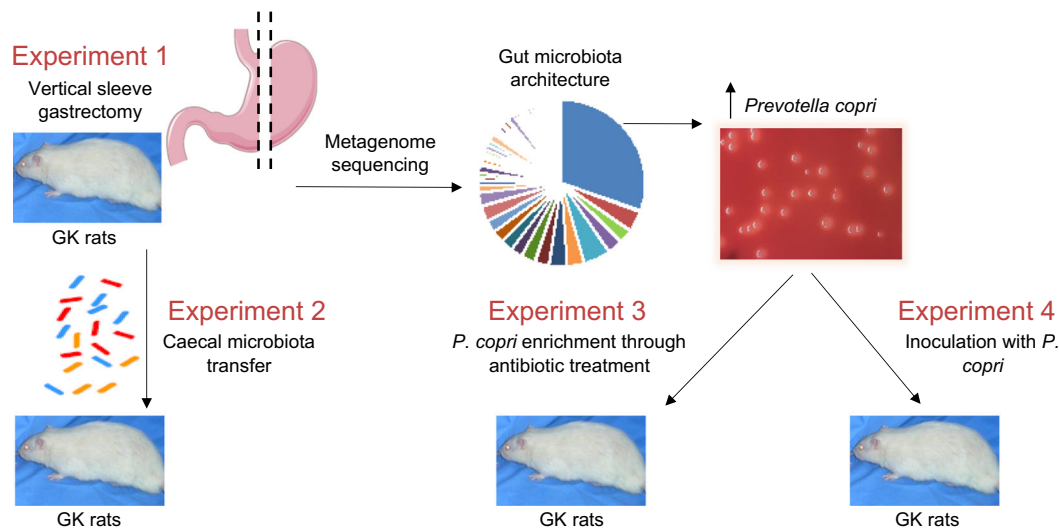 Experiment 1
Vertical sleeve
gastrectomy
GK rats
Metagenome
sequencing
Gut microbiota
architecture
Prevotella copri
Experiment 2
Caecal microbiota
transfer
GK rats
Experiment 3
P. copri enrichment through
antibiotic treatment
GK rats
Experiment 4
Inoculation with P.
copri
GK rats